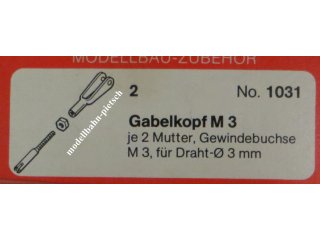 MODELLBAU-ZUBEHÖR
2 No. 1031
Gabelkopf M 3
je 2 Mutter, Gewindebuchse
M 3, für Draht-Ø 3 mm
modellbahn-pietsch